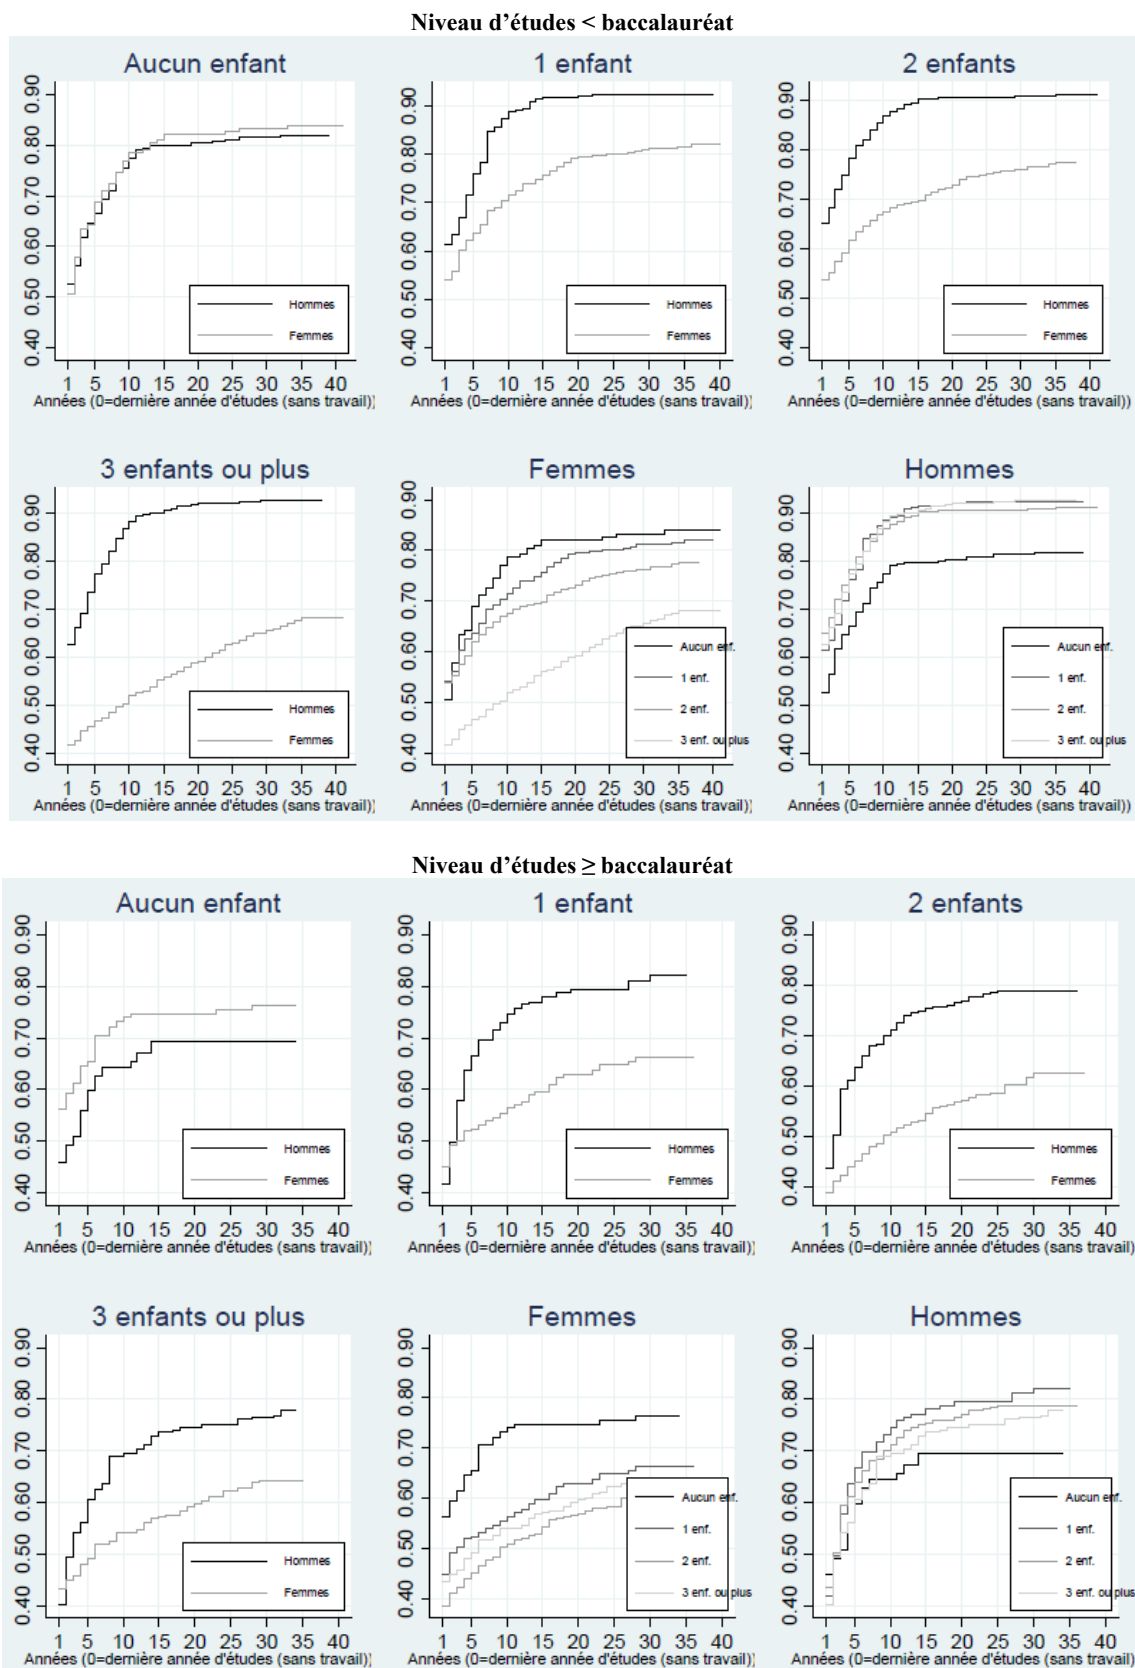 Niveau d'études < baccalauréat
Aucun enfant
0.90
0.80
0.70
0.60
0.50
0.40
Hommes
Femmes
1 5 10 15 20 25 30 35 40
Années (0=dernière année d'études (sans travail))
1 enfant
0.90
0.80
0.70
0.60
0.50
0.40
Hommes
Femmes
1 5 10 15 20 25 30 35 40
Années (0=dernière année d'études (sans travail))
2 enfants
0.90
0.80
0.70
0.60
0.50
0.40
Hommes
Femmes
1 5 10 15 20 25 30 35 40
Années (0=dernière année d'études (sans travail))
3 enfants ou plus
0.90
0.80
0.70
0.60
0.50
0.40
Hommes
Femmes
1 5 10 15 20 25 30 35 40
Années (0=dernière année d'études (sans travail))
Femmes
0.90
0.80
0.70
0.60
0.50
0.40
Aucun enf.
1 enf.
2 enf.
3 enf. ou plus
1 5 10 15 20 25 30 35 40
Années (0=dernière année d'études (sans travail))
Hommes
0.90
0.80
0.70
0.60
0.50
0.40
Aucun enf.
1 enf.
2 enf.
3 enf. ou plus
1 5 10 15 20 25 30 35 40
Années (0=dernière année d'études (sans travail))
Niveau d'études ≥ baccalauréat
Aucun enfant
0.90
0.80
0.70
0.60
0.50
0.40
Hommes
Femmes
1 5 10 15 20 25 30 35 40
Années (0=dernière année d'études (sans travail))
1 enfant
0.90
0.80
0.70
0.60
0.50
0.40
Hommes
Femmes
1 5 10 15 20 25 30 35 40
Années (0=dernière année d'études (sans travail))
2 enfants
0.90
0.80
0.70
0.60
0.50
0.40
Hommes
Femmes
1 5 10 15 20 25 30 35 40
Années (0=dernière année d'études (sans travail)
3 enfants ou plus
0.90
0.80
0.70
0.60
0.50
0.40
Hommes
Femmes
1 5 10 15 20 25 30 35 40
Années (0=dernière année d'études (sans travail))
Femmes
0.90
0.80
0.70
0.60
0.50
0.40
Aucun enf.
1 enf.
2 enf.
3 enf. ou plus
1 5 10 15 20 25 30 35 40
Années (0=dernière année d'études (sans travail))
Hommes
0.90
0.80
0.70
0.60
0.50
0.40
Aucun enf.
1 enf.
2 enf.
3 enf. ou plus
1 5 10 15 20 25 30 35 40
Années (0=dernière année d'études (sans travail)